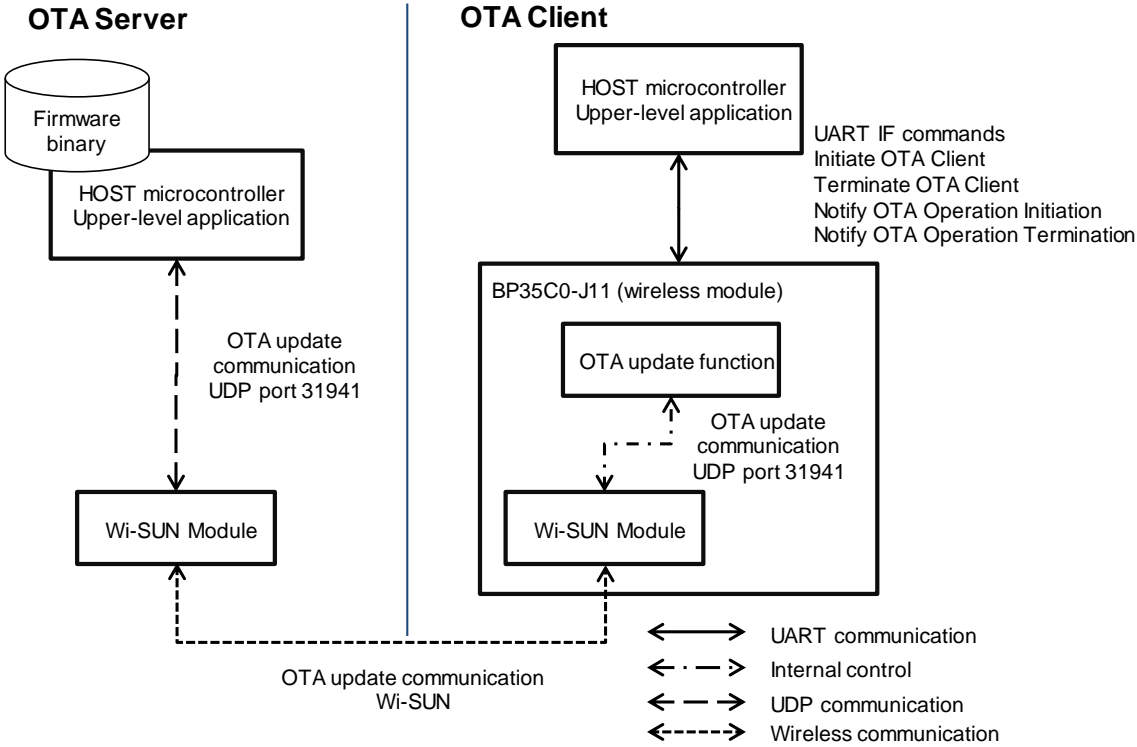 OTA Server
Firmware
binary
HOST microcontroller
Upper-level application
OTA update
communication
UDP port 31941
Wi-SUN Module
OTA Client
HOST microcontroller
Upper-level application
UART IF commands
Initiate OTA Client
Terminate OTA Client
Notify OTA Operation Initiation
Notify OTA Operation Termination
BP35C0-J11 (wireless module)
OTA update function
OTA update
communication
UDP port 31941
Wi-SUN Module
OTA update communication
Wi-SUN
UART communication
Internal control
UDP communication
Wireless communication